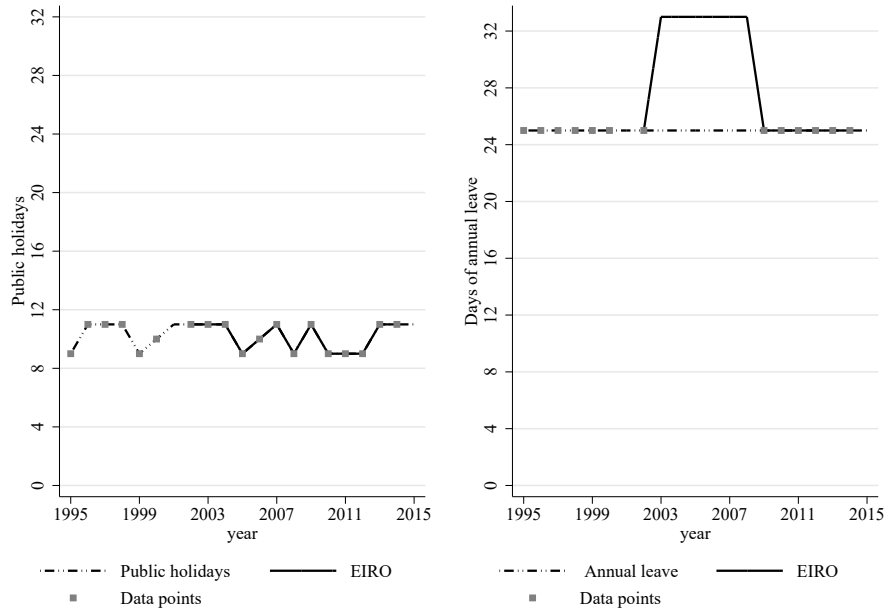 Public holidays
32
28
24
20
16
12
8
4
0
1995 1999 2003 2007 2011 2015
year
Public holidays EIRO
Data points
Days of annual leave
32
28
24
20
16
12
8
4
0
1995 1999 2003 2007 2011 2015
year
Annual leave EIRO
Data points